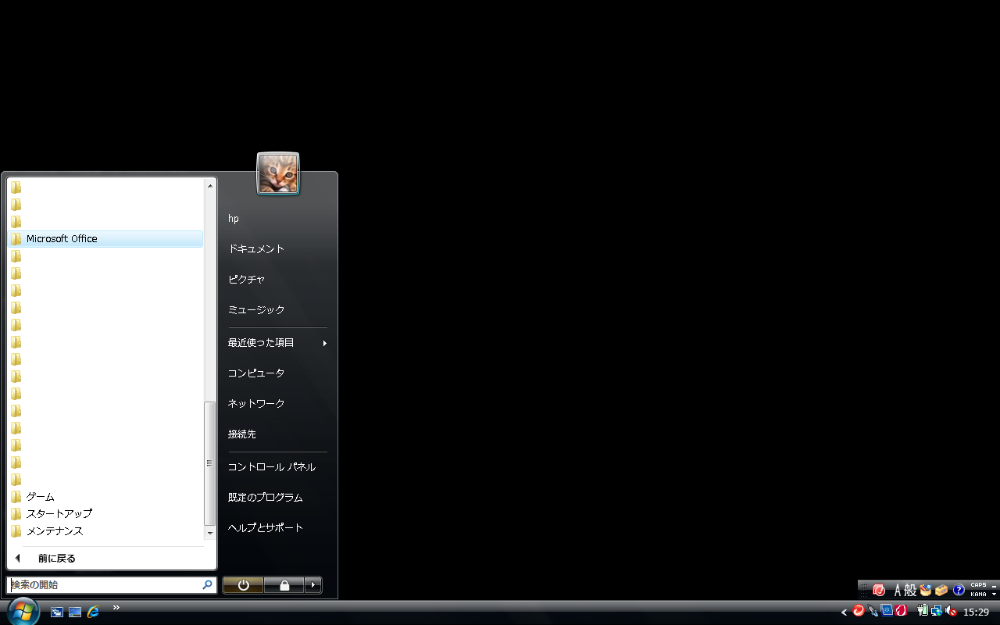 Microsoft Office
ゲーム
スタートアップ
メンテナンス
前に戻る
検索の開始
hp
ドキュメント
ピクチャ
ミュージック
最近使った項目
コンピュータ
ネットワーク
接続先
コントロール パネル
既定のプログラム
ヘルプとサポート
A 般
CAPS
KANA
15:29